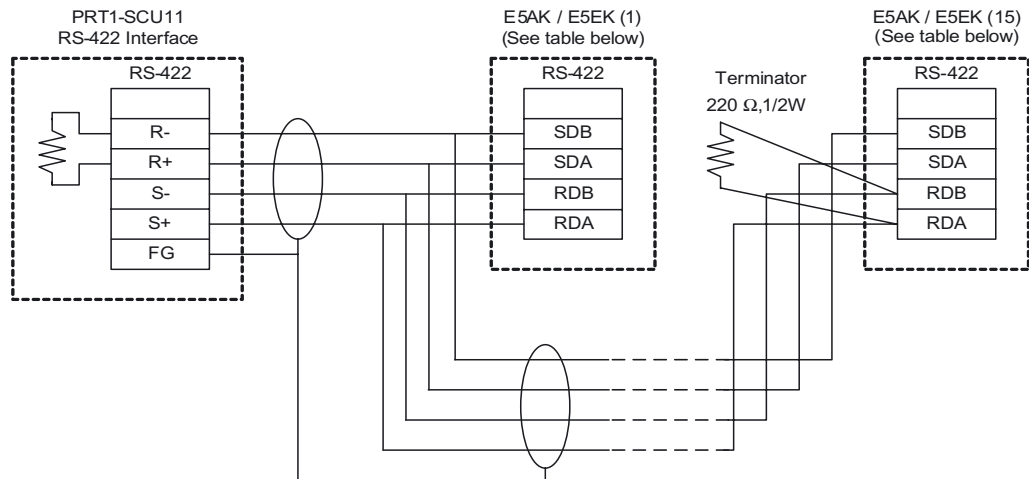 PRT1-SCU11
RS-422 Interface
RS-422
R-
R+
S-
S+
FG
E5AK / E5EK (1)
(See table below)
RS-422
SDB
SDA
RDB
RDA
Terminator
220 Ω,1/2W
E5AK / E5EK (15)
(See table below)
RS-422
SDB
SDA
RDB
RDA